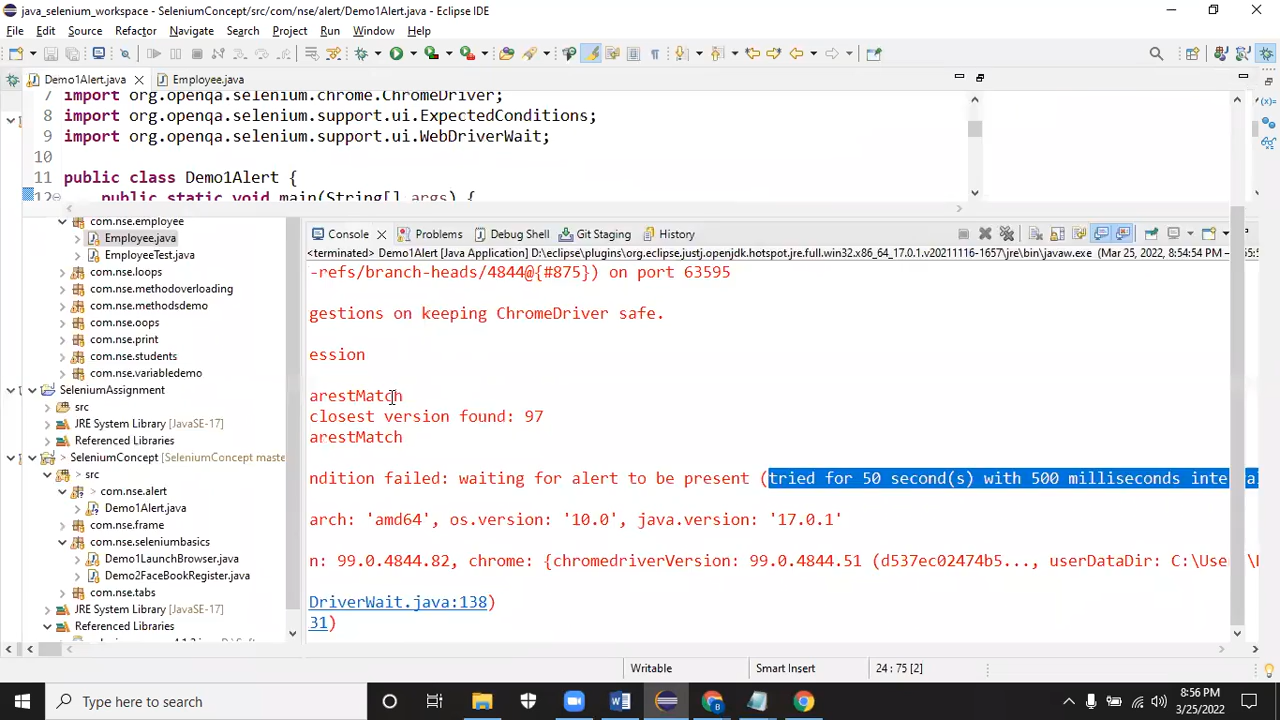 java_selenium_workspace - SeleniumConcept/src/com/nse/alert/Demo1Alert.java - Eclipse IDE
File Edit Source Refactor Navigate Search Project Run Window Help
Demo1Alert.java Employee.java
7 import org.openqa.selenium.chrome.ChromeDriver;
8 import org.openqa.selenium.support.ui.ExpectedConditions;
9 import org.openqa.selenium.support.ui.WebDriverWait;
10
11 public class Demo1Alert {
12 public static void main(String[] args) {
com.nse.employee
Employee.java
EmployeeTest.java
com.nse.loops
com.nse.methodoverloading
com.nse.methodsdemo
com.nse.oops
com.nse.print
com.nse.students
com.nse.variabledemo
SeleniumAssignment
src
JRE System Library [JavaSE-17]
Referenced Libraries
> SeleniumConcept [SeleniumConcept master
> src
> com.nse.alert
Demo1Alert.java
com.nse.frame
com.nse.seleniumbasics
Demo1LaunchBrowser.java
Demo2FaceBookRegister.java
com.nse.tabs
JRE System Library [JavaSE-17]
Referenced Libraries
Console Problems Debug Shell Git Staging History
<terminated> Demo1Alert [Java Application] D:\eclipse\plugins\org.eclipse.justj.openjdk.hotspot.jre.full.win32.x86_64_17.0.1.v20211116-1657\jre\bin\javaw.exe (Mar 25, 2022, 8:54:54 PM
-refs/branch-heads/4844@{#875}) on port 63595
gestions on keeping ChromeDriver safe.
ession
arestMatch
closest version found: 97
arestMatch
ndition failed: waiting for alert to be present (tried for 50 second(s) with 500 milliseconds inte
arch: 'amd64', os.version: '10.0', java.version: '17.0.1'
n: 99.0.4844.82, chrome: {chromedriverVersion: 99.0.4844.51 (d537ec02474b5..., userDataDir: C:\Use
DriverWait.java:138)
31)
Writable Smart Insert 24 : 75 [2]
Type here to search
8:56 PM
3/25/2022